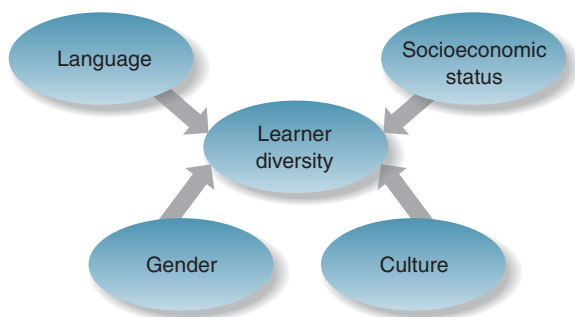 Language
Socioeconomic
status
Learner
diversity
Gender
Culture